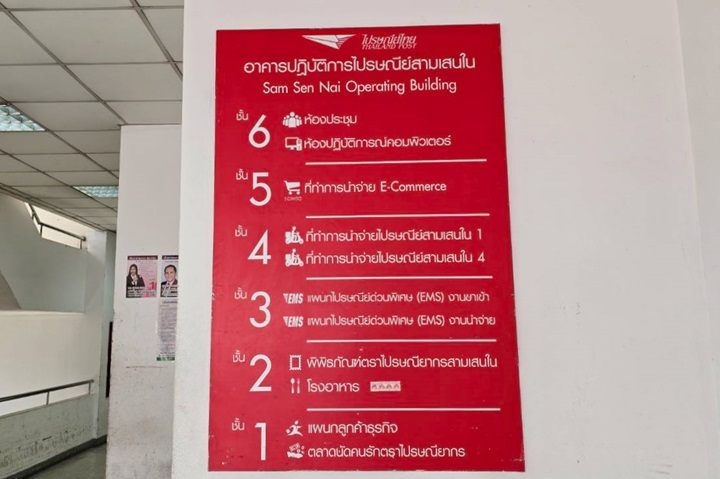 ไปรษณีย์ไทย
THAILAND POST
อาคารปฏิบัติการไปรษณีย์สามเสนใน
Sam Sen Nai Operating Building
ชั้น 6 ห้องประชุม
ห้องปฏิบัติการณ์คอมพิวเตอร์
ชั้น 5 ที่ทำการนำจ่าย E-Commerce
ชั้น 4 ที่ทำการนำจ่ายไปรษณีย์สามเสนใน 1
ที่ทำการนำจ่ายไปรษณีย์สามเสนใน 4
ชั้น 3 EMS แผนกไปรษณีย์ด่วนพิเศษ (EMS) งานขาเข้า
EMS แผนกไปรษณีย์ด่วนพิเศษ (EMS) งานนำจ่าย
ชั้น 2 พิพิธภัณฑ์ตราไปรษณียากรสามเสนใน
โรงอาหาร
ชั้น 1 แผนกลูกค้าธุรกิจ
ตลาดนัดคนรักตราไปรษณียากร